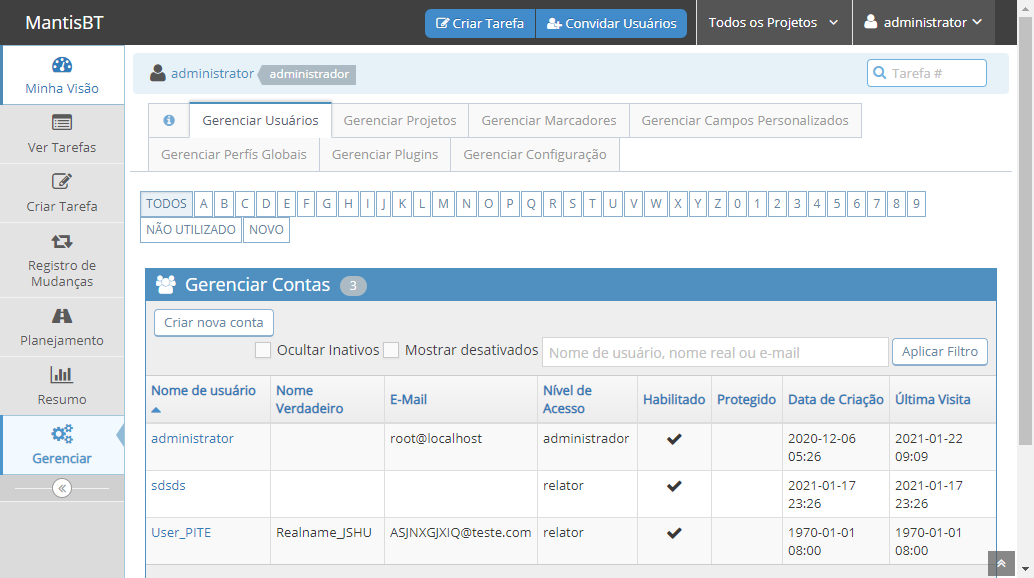 MantisBT
Criar Tarefa
Convidar Usuários
Todos os Projetos
administrator
Minha Visão
Ver Tarefas
Criar Tarefa
Registro de
Mudanças
Planejamento
Resumo
Gerenciar
administrator administrador
Tarefa #
Gerenciar Usuários
Gerenciar Projetos
Gerenciar Marcadores
Gerenciar Campos Personalizados
Gerenciar Perfís Globais
Gerenciar Plugins
Gerenciar Configuração
TODOS A B C D E F G H I J K L M N O P Q R S T U V W X Y Z 0 1 2 3 4 5 6 7 8 9
NÃO UTILIZADO NOVO
Gerenciar Contas 3
Criar nova conta
Ocultar Inativos Mostrar desativados Nome de usuário, nome real ou e-mail Aplicar Filtro
Nome de usuário
Nome
Verdadeiro
E-Mail
Nível de
Acesso
Habilitado
Protegido
Data de Criação
Última Visita
administrator
root@localhost
administrador
2020-12-06
05:26
2021-01-22
09:09
sdsds
relator
2021-01-17
23:26
2021-01-17
23:26
User_PITE
Realname_JSHU
ASJNXGJXIQ@teste.com
relator
1970-01-01
08:00
1970-01-01
08:00